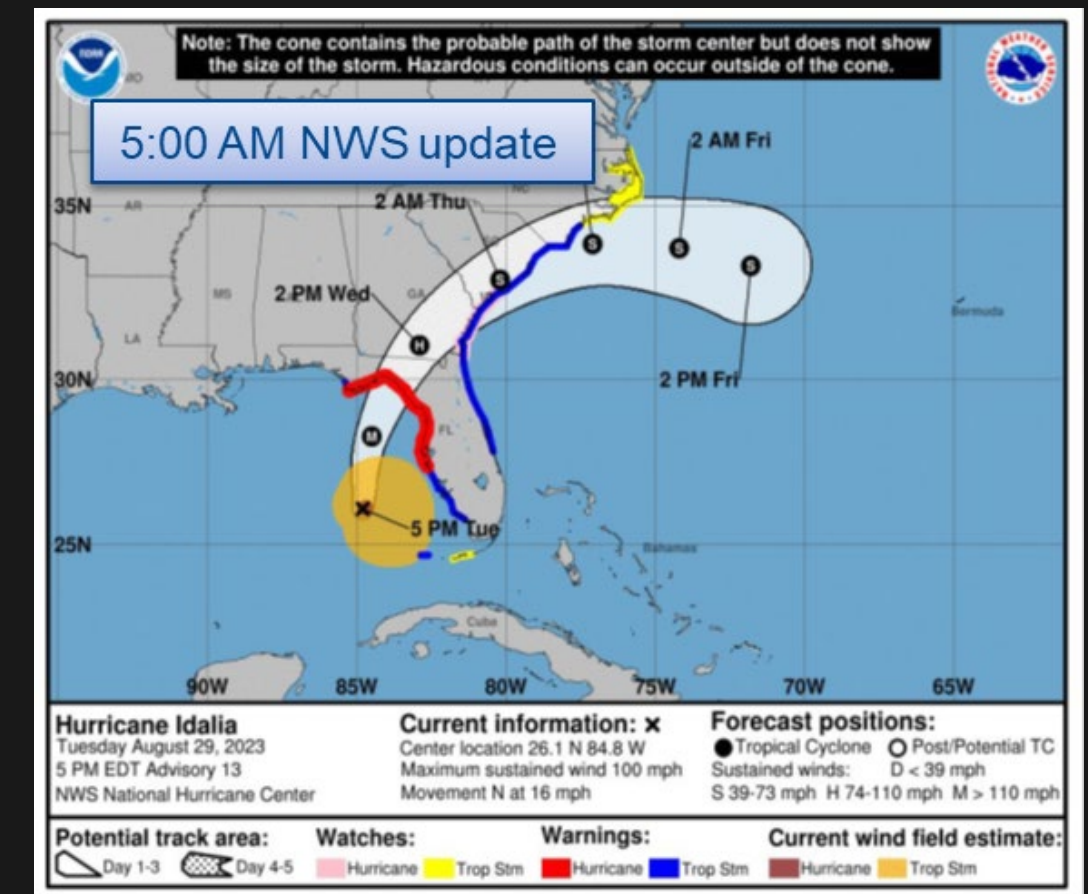 Note: The cone contains the probable path of the storm center but does not show
the size of the storm. Hazardous conditions can occur outside of the cone.
5:00 AM NWS update
2 AM Fri
2 AM Thu
35N
AR
NC
2 PM Wed
MS
GA
Bermuda
LA
2 PM Fri
30N
FL
M
H
S
S
S
S
5 PM Tue
25N
Bahamas
Cuba
90W 85W 80W 75W 70W 65W
Hurricane Idalia
Tuesday August 29, 2023
5 PM EDT Advisory 13
NWS National Hurricane Center
Current information: x
Center location 26.1 N 84.8 W
Maximum sustained wind 100 mph
Movement N at 16 mph
Forecast positions:
Tropical Cyclone Post/Potential TC
Sustained winds: D < 39 mph
S 39-73 mph H 74-110 mph M > 110 mph
Potential track area:
Day 1-3 Day 4-5
Watches:
Hurricane Trop Stm
Warnings:
Hurricane Trop Stm
Current wind field estimate:
Hurricane Trop Stm